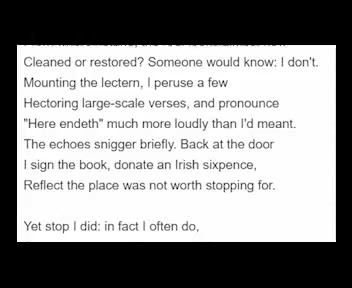 Cleaned or restored? Someone would know: I don't.
Mounting the lectern, I peruse a few
Hectoring large-scale verses, and pronounce
"Here endeth" much more loudly than I'd meant.
The echoes snigger briefly. Back at the door
I sign the book, donate an Irish sixpence,
Reflect the place was not worth stopping for.
Yet stop I did: in fact I often do,